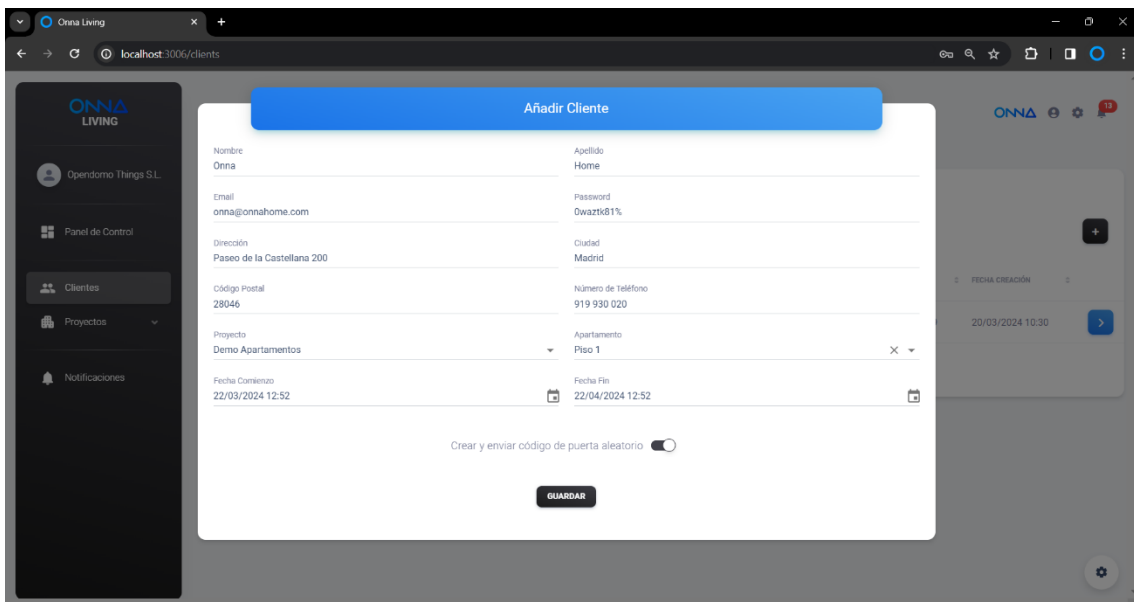 Onna Living
localhost:3006/clients
ONNA
LIVING
Opendomo Things S.L.
Panel de Control
Clientes
Proyectos
Notificaciones
ONNA
13
Añadir Cliente
Nombre Apellido
Onna Home
Email Password
onna@onnahome.com 0waztk81%
Dirección Ciudad
Paseo de la Castellana 200 Madrid
Código Postal Número de Teléfono
28046 919 930 020
Proyecto Apartamento
Demo Apartamentos Piso 1
Fecha Comienzo Fecha Fin
22/03/2024 12:52 22/04/2024 12:52
Crear y enviar código de puerta aleatorio
GUARDAR
FECHA CREACIÓN
20/03/2024 10:30